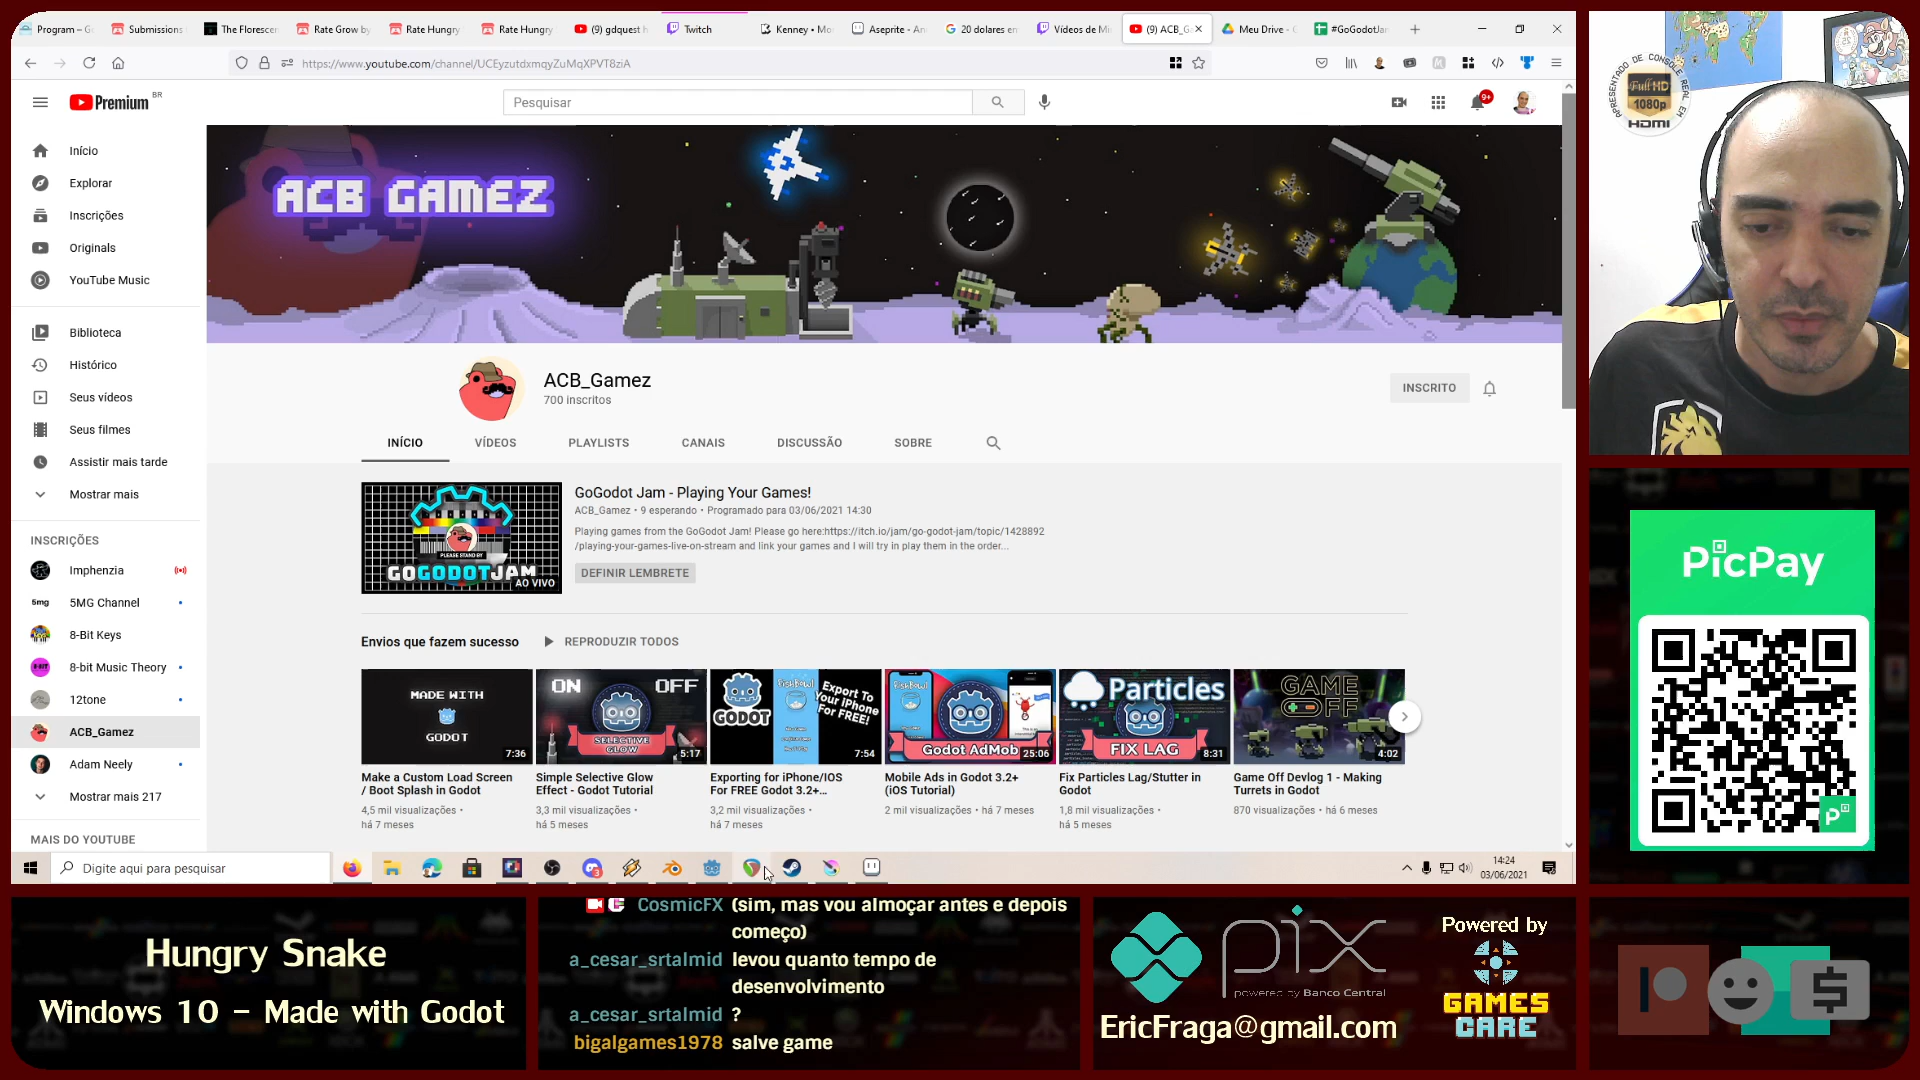 Program – G
Submissions
The Florescer
Rate Grow by
Rate Hungry
Rate Hungry
(9) gdquest h
Twitch
Kenney • Mo
Aseprite - An
20 dolares en
Vídeos de Mi
(9) ACB_G
Meu Drive -
#GoGodotJan
https://www.youtube.com/channel/UCEyzutdxmqyZuMqXPVT8ziA
Premium BR
Pesquisar
9+
Início
Explorar
Inscrições
Originals
YouTube Music
Biblioteca
Histórico
Seus vídeos
Seus filmes
Assistir mais tarde
Mostrar mais
INSCRIÇÕES
Imphenzia
5mg 5MG Channel
8-Bit Keys
8-bit Music Theory
12tone
ACB_Gamez
Adam Neely
Mostrar mais 217
MAIS DO YOUTUBE
ACB GAMEZ
ACB_Gamez
700 inscritos
INSCRITO
INÍCIO
VÍDEOS
PLAYLISTS
CANAIS
DISCUSSÃO
SOBRE
PLEASE STAND BY
GOGODOTJAM
AO VIVO
GoGodot Jam - Playing Your Games!
ACB_Gamez • 9 esperando • Programado para 03/06/2021 14:30
Playing games from the GoGodot Jam! Please go here:https://itch.io/jam/go-godot-jam/topic/1428892
/playing-your-games-live-on-stream and link your games and I will try in play them in the order...
DEFINIR LEMBRETE
Envios que fazem sucesso
REPRODUZIR TODOS
MADE WITH
GODOT
7:36
ON OFF
SELECTIVE
GLOW
5:17
GODOT
FishBowl
Export To
Your iPhone
For FREE!
7:54
FishBowl
Godot AdMob
25:06
Particles
FIX LAG
8:31
GAME
OFF
4:02
Make a Custom Load Screen
/ Boot Splash in Godot
4,5 mil visualizações •
há 7 meses
Simple Selective Glow
Effect - Godot Tutorial
3,3 mil visualizações •
há 5 meses
Exporting for iPhone/IOS
For FREE Godot 3.2+...
3,2 mil visualizações •
há 7 meses
Mobile Ads in Godot 3.2+
(iOS Tutorial)
2 mil visualizações • há 7 meses
Fix Particles Lag/Stutter in
Godot
1,8 mil visualizações •
há 5 meses
Game Off Devlog 1 - Making
Turrets in Godot
870 visualizações • há 6 meses
Digite aqui para pesquisar
14:24
03/06/2021
APRESENTADO DE CONSOLE REAL EM
Full HD
1080p
HDMI
PicPay
Hungry Snake
Windows 10 - Made with Godot
CosmicFX (sim, mas vou almoçar antes e depois
começo)
a_cesar_srtalmid levou quanto tempo de
desenvolvimento
a_cesar_srtalmid ?
bigalgames1978 salve game
pix
powered by Banco Central
EricFraga@gmail.com
Powered by
GAMES
CARE